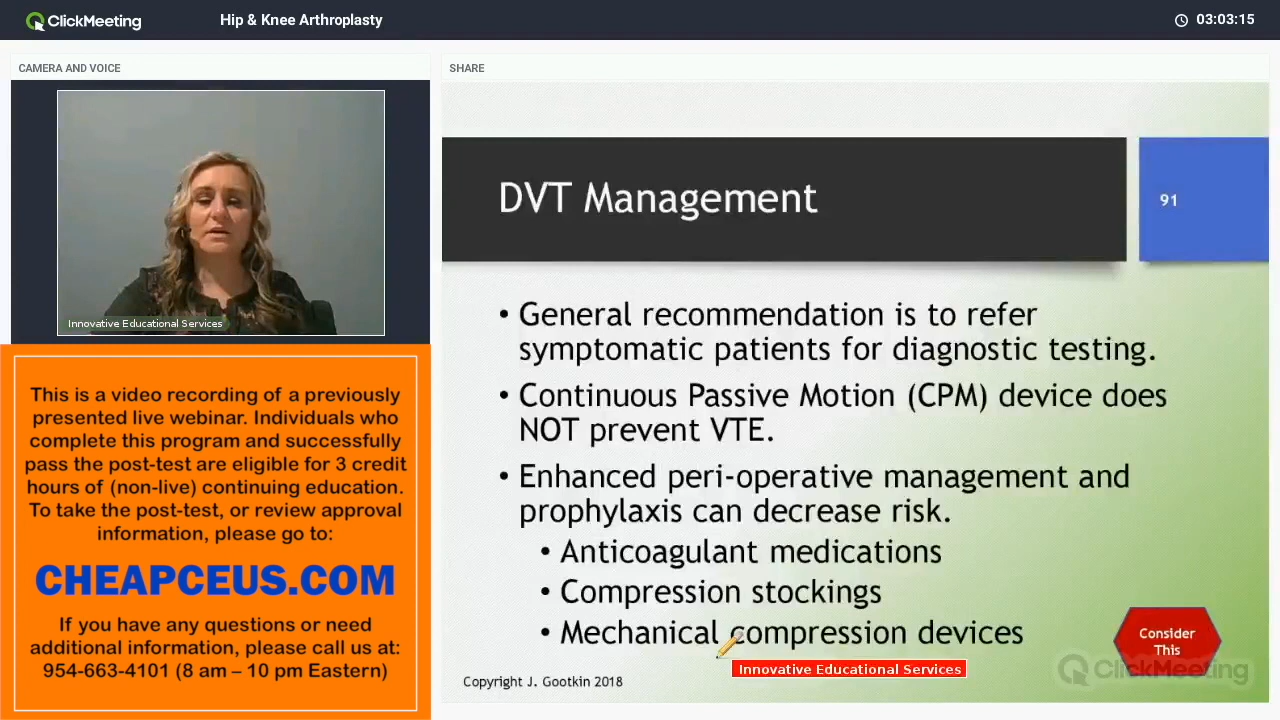 ClickMeeting
Hip & Knee Arthroplasty
03:03:15
CAMERA AND VOICE
SHARE
Innovative Educational Services
This is a video recording of a previously
presented live webinar. Individuals who
complete this program and successfully
pass the post-test are eligible for 3 credit
hours of (non-live) continuing education.
To take the post-test, or review approval
information, please go to:
CHEAPCEUS.COM
If you have any questions or need
additional information, please call us at:
954-663-4101 (8 am – 10 pm Eastern)
DVT Management
91
• General recommendation is to refer
symptomatic patients for diagnostic testing.
• Continuous Passive Motion (CPM) device does
NOT prevent VTE.
• Enhanced peri-operative management and
prophylaxis can decrease risk.
• Anticoagulant medications
• Compression stockings
• Mechanical compression devices
Consider
This
Innovative Educational Services
ClickMeeting
Copyright J. Gootkin 2018